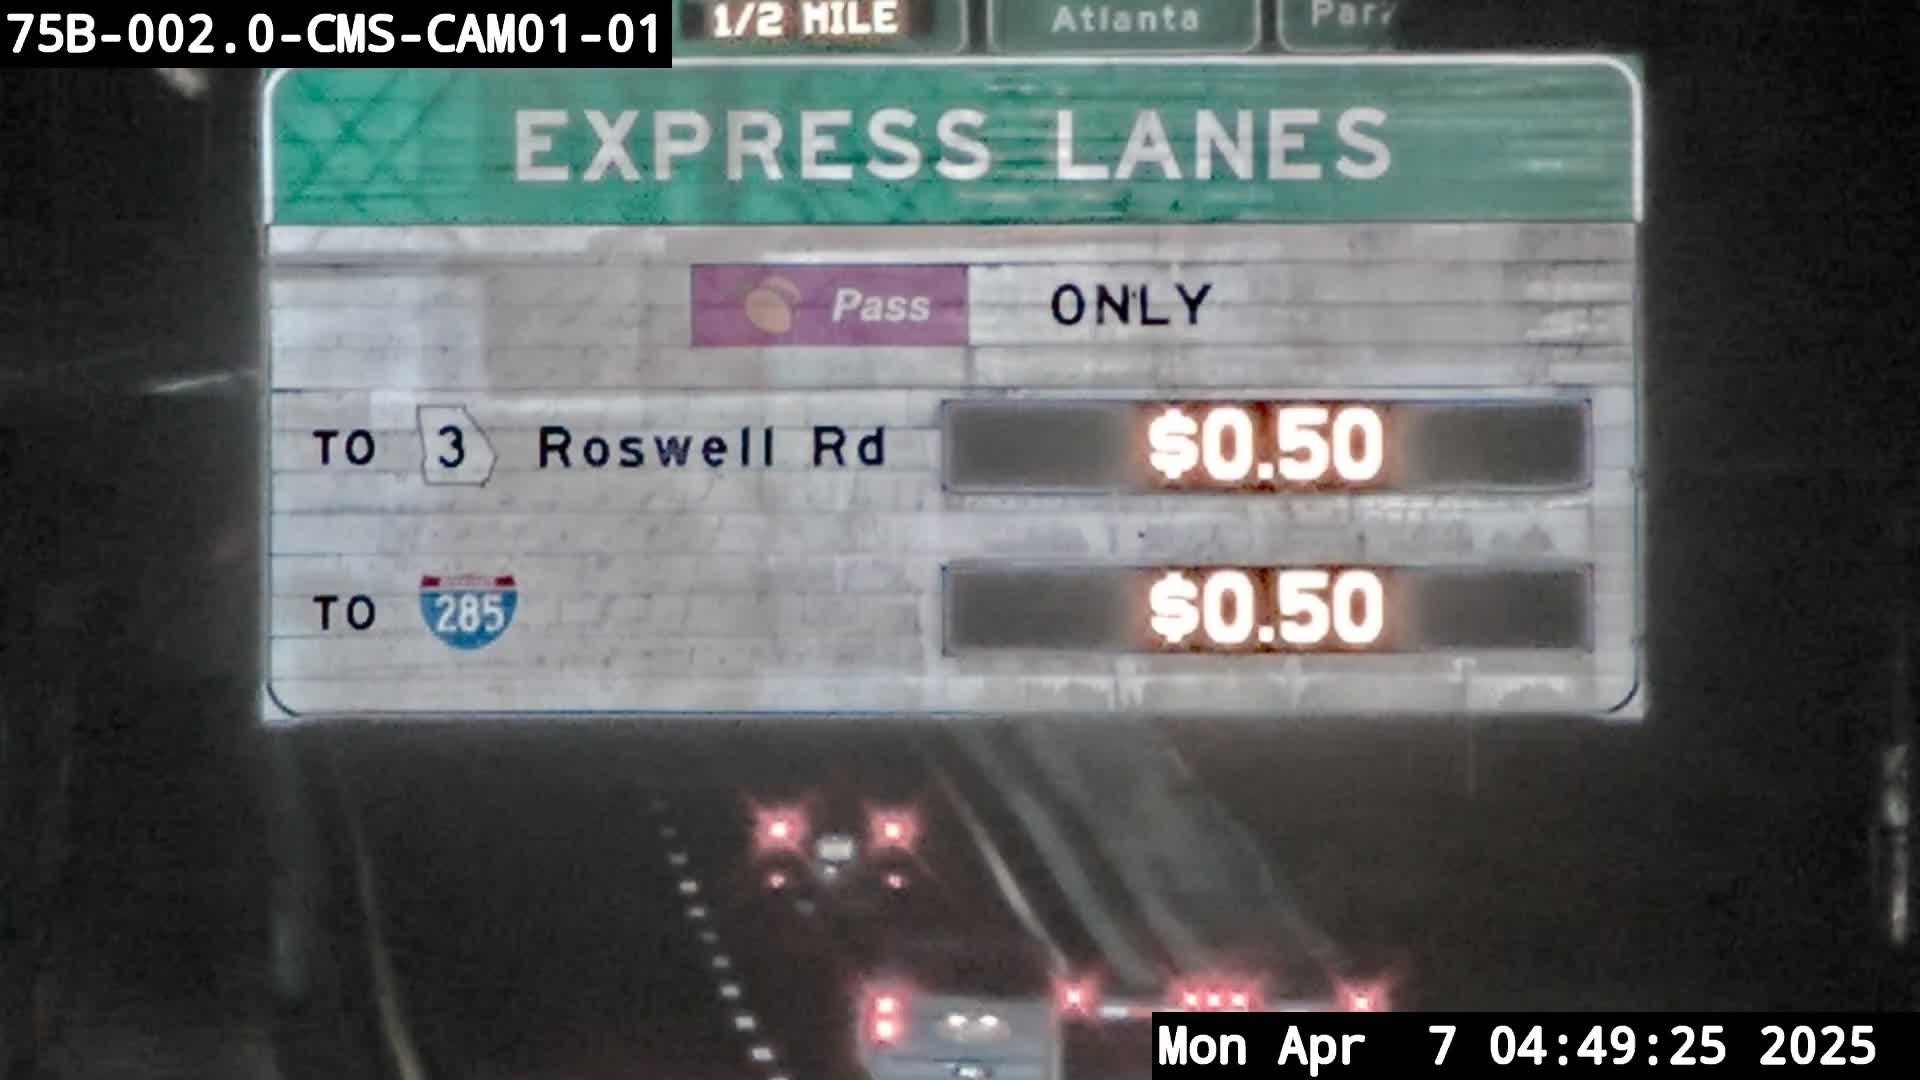 75B-002.0-CMS-CAM01-01
1/2 MILE
Atlanta
EXPRESS LANES
Pass ONLY
TO 3 Roswell Rd $0.50
TO 285 $0.50
Mon Apr 7 04:49:25 2025